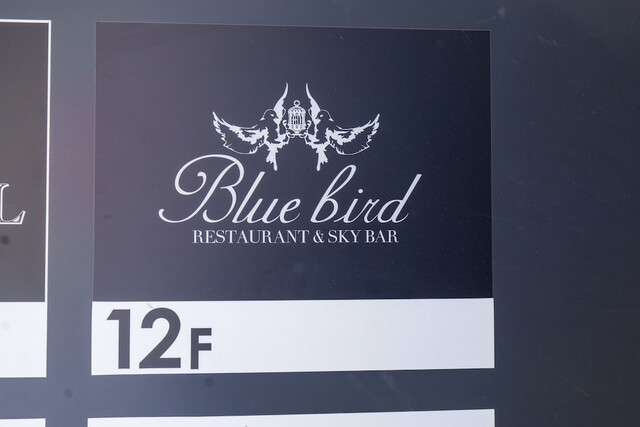 Blue bird
RESTAURANT & SKY BAR
12F
L